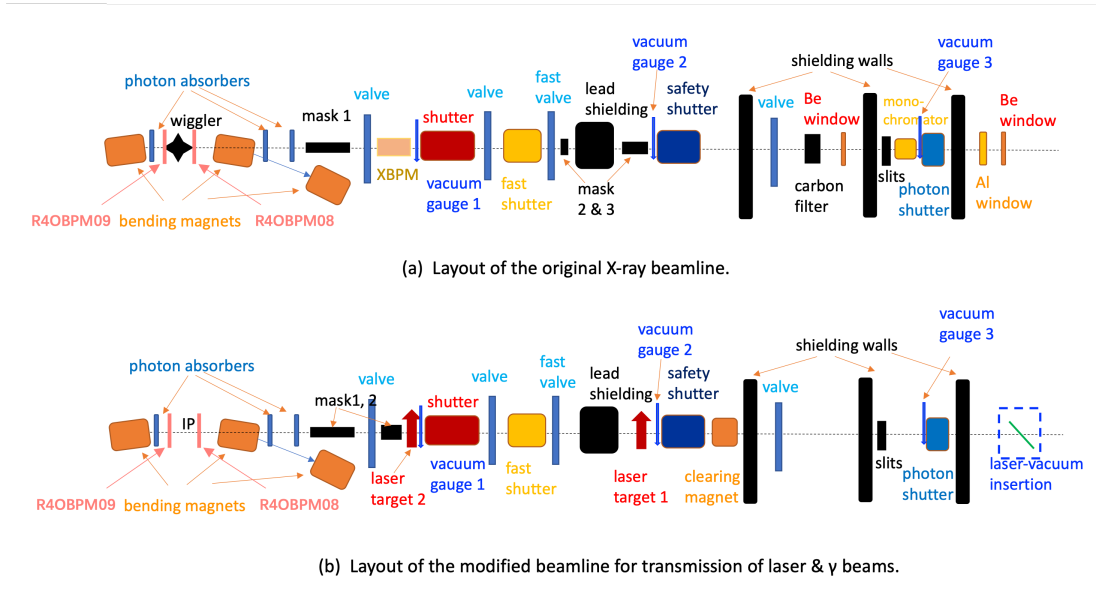 vacuum
gauge 2
vacuum
gauge 3
photon absorbers
fast
valve
lead
shielding
safety
shutter
shielding walls
valve
valve
valve
Be
window
mono-
chromator
Be
window
wiggler
mask 1
shutter
XBPM
vacuum
gauge 1
fast
shutter
mask
2 & 3
carbon
filter
slits
photon
shutter
Al
window
R4OBPM09
bending magnets
R4OBPM08
(a) Layout of the original X-ray beamline.
vacuum
gauge 3
vacuum
gauge 2
shielding walls
photon absorbers
fast
valve
lead
shielding
safety
shutter
valve
valve
valve
mask1, 2
shutter
IP
laser
target 2
vacuum
gauge 1
fast
shutter
laser
target 1
clearing
magnet
slits
photon
shutter
laser-vacuum
insertion
R4OBPM09
bending magnets
R4OBPM08
(b) Layout of the modified beamline for transmission of laser & γ beams.